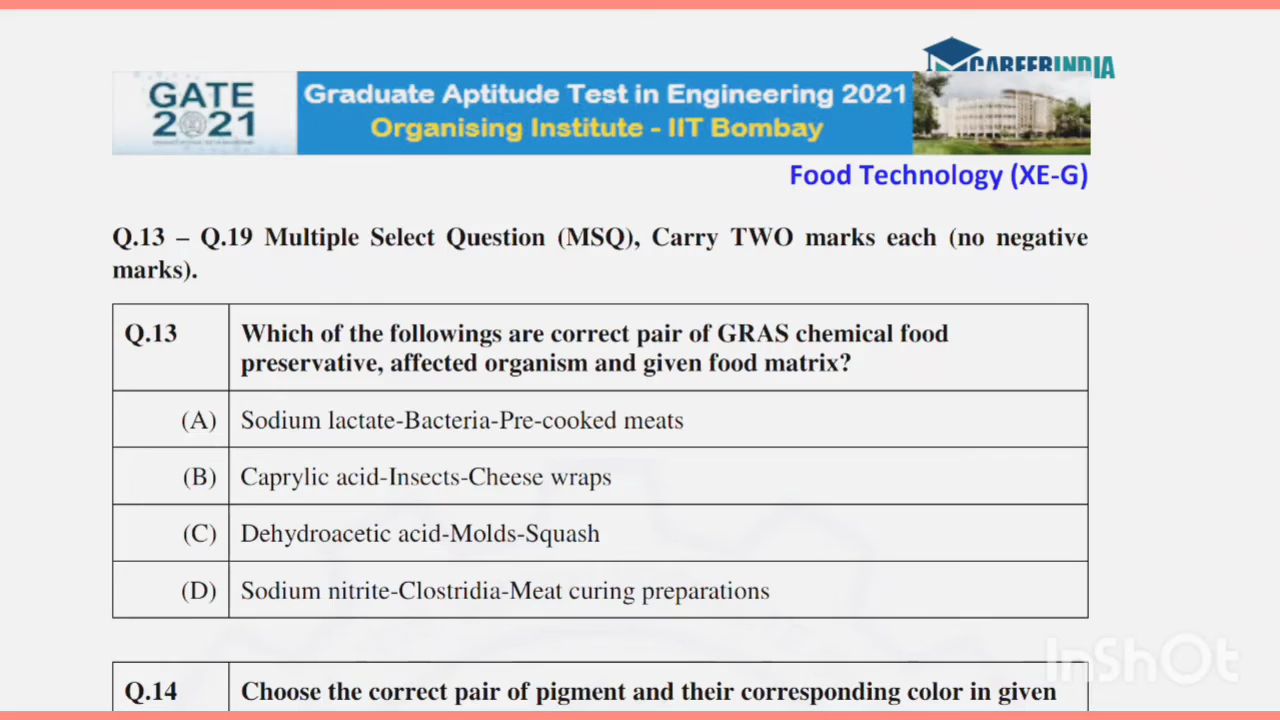 CAREERINDIA
GATE
2021
Graduate Aptitude Test in Engineering 2021
Organising Institute - IIT Bombay
Food Technology (XE-G)
Q.13 – Q.19 Multiple Select Question (MSQ), Carry TWO marks each (no negative
marks).
Q.13 Which of the followings are correct pair of GRAS chemical food
preservative, affected organism and given food matrix?
(A) Sodium lactate-Bacteria-Pre-cooked meats
(B) Caprylic acid-Insects-Cheese wraps
(C) Dehydroacetic acid-Molds-Squash
(D) Sodium nitrite-Clostridia-Meat curing preparations
InShOt
Q.14 Choose the correct pair of pigment and their corresponding color in given